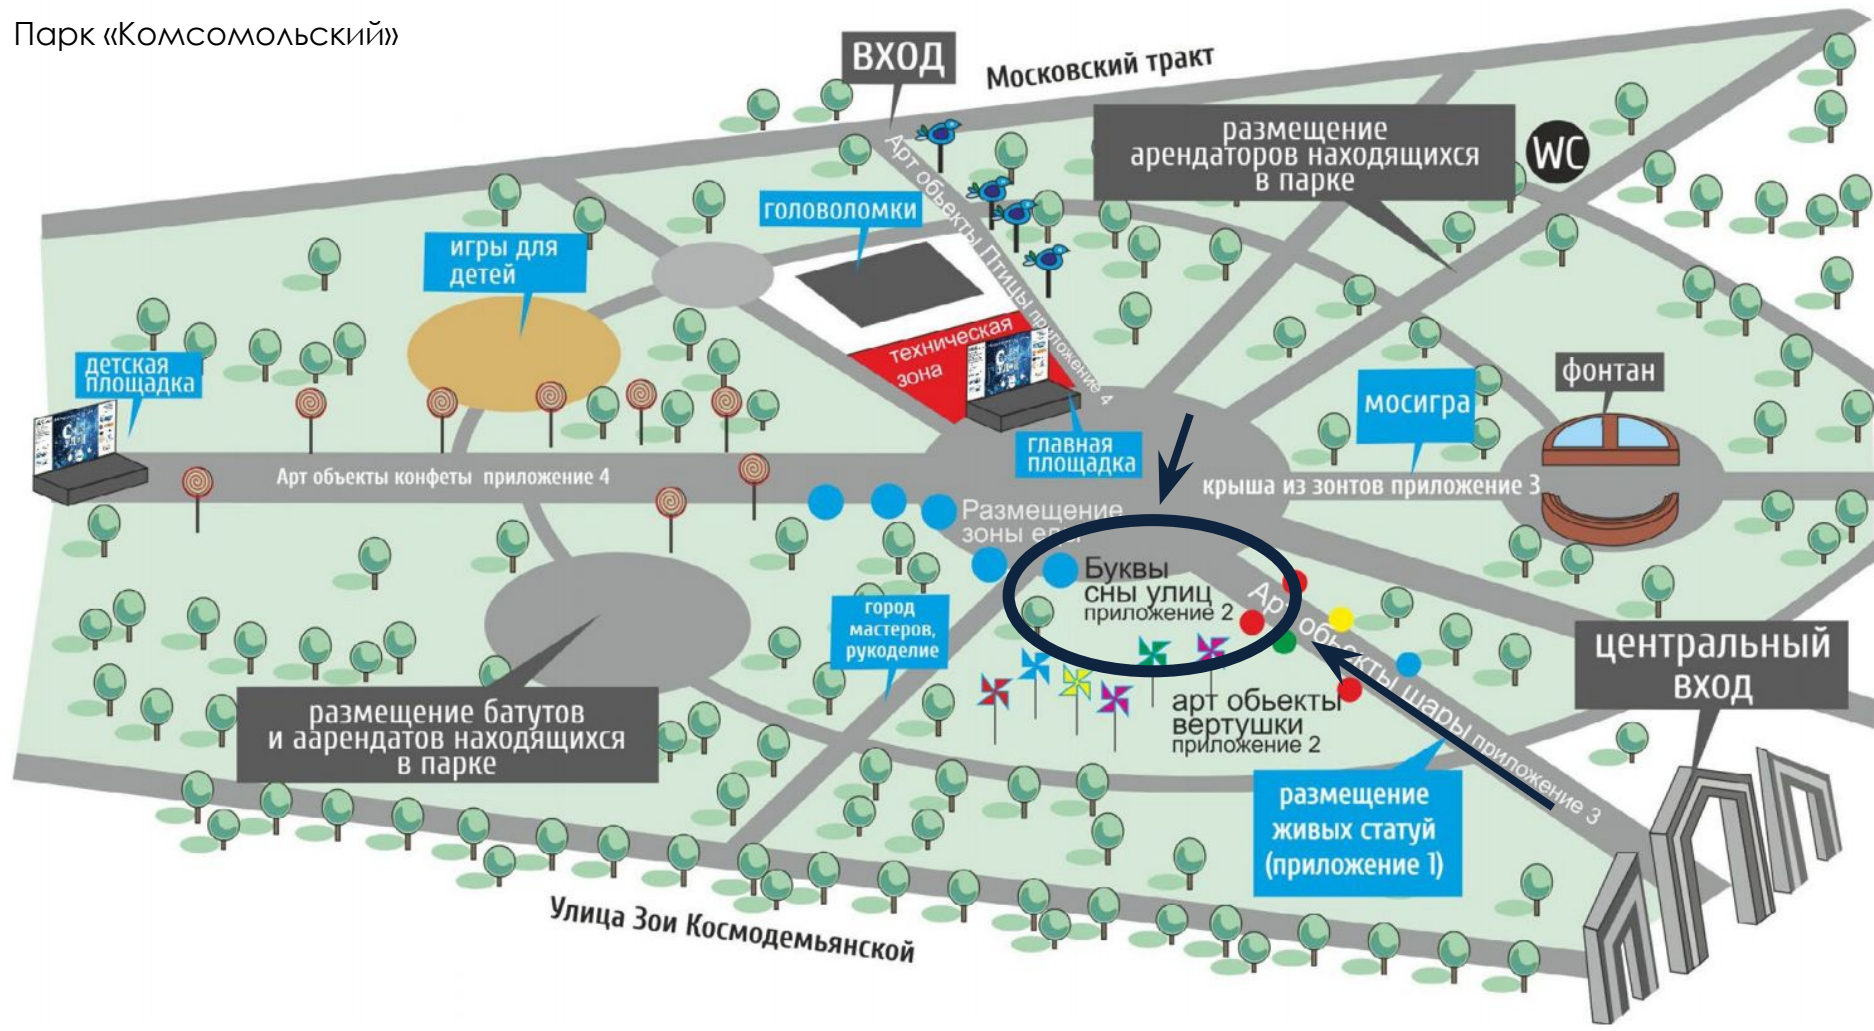 Парк «Комсомольский»
ВХОД
Московский тракт
размещение
арендаторов находящихся
в парке
WC
Арт обьекты Птицы приложение 4
головоломки
игры для
детей
техническая
зона
детская
площадка
фонтан
мосигра
главная
площадка
Арт объекты конфеты приложение 4
крыша из зонтов приложение 3
Размещение
зоны еды
Буквы
сны улиц
приложение 2
город
мастеров,
рукоделие
Арт обьекты шары приложение 3
центральный
вход
арт обьекты
вертушки
приложение 2
размещение батутов
и аарендатов находящихся
в парке
размещение
живых статуй
(приложение 1)
Улица Зои Космодемьянской